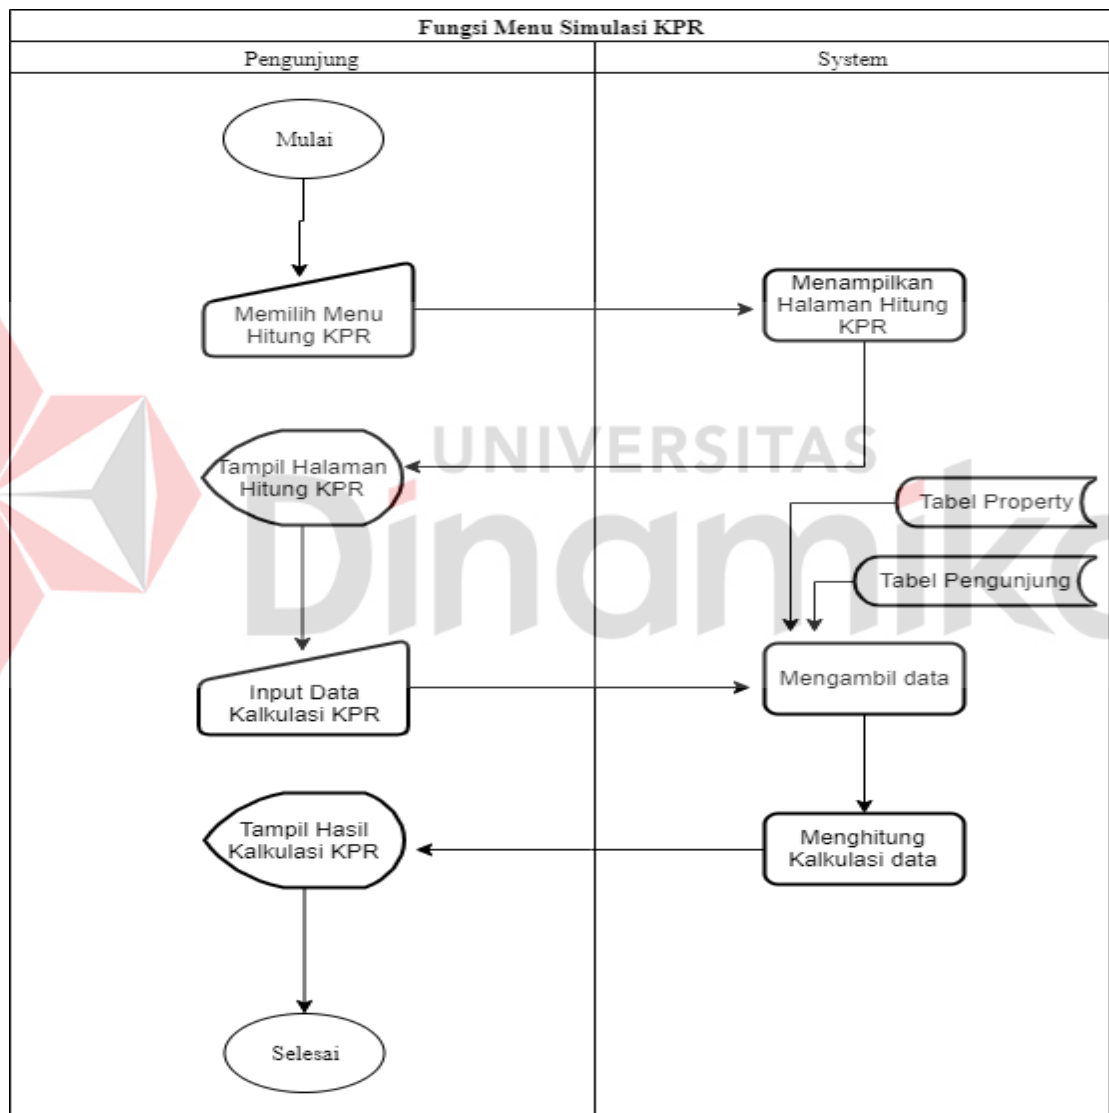 Fungsi Menu Simulasi KPR
Pengunjung
System
Mulai
Memilih Menu
Hitung KPR
Menampilkan
Halaman Hitung
KPR
UNIVERSITAS
Dinamika
Tampil Halaman
Hitung KPR
Tabel Property
Tabel Pengunjung
Input Data
Kalkulasi KPR
Mengambil data
Tampil Hasil
Kalkulasi KPR
Menghitung
Kalkulasi data
Selesai